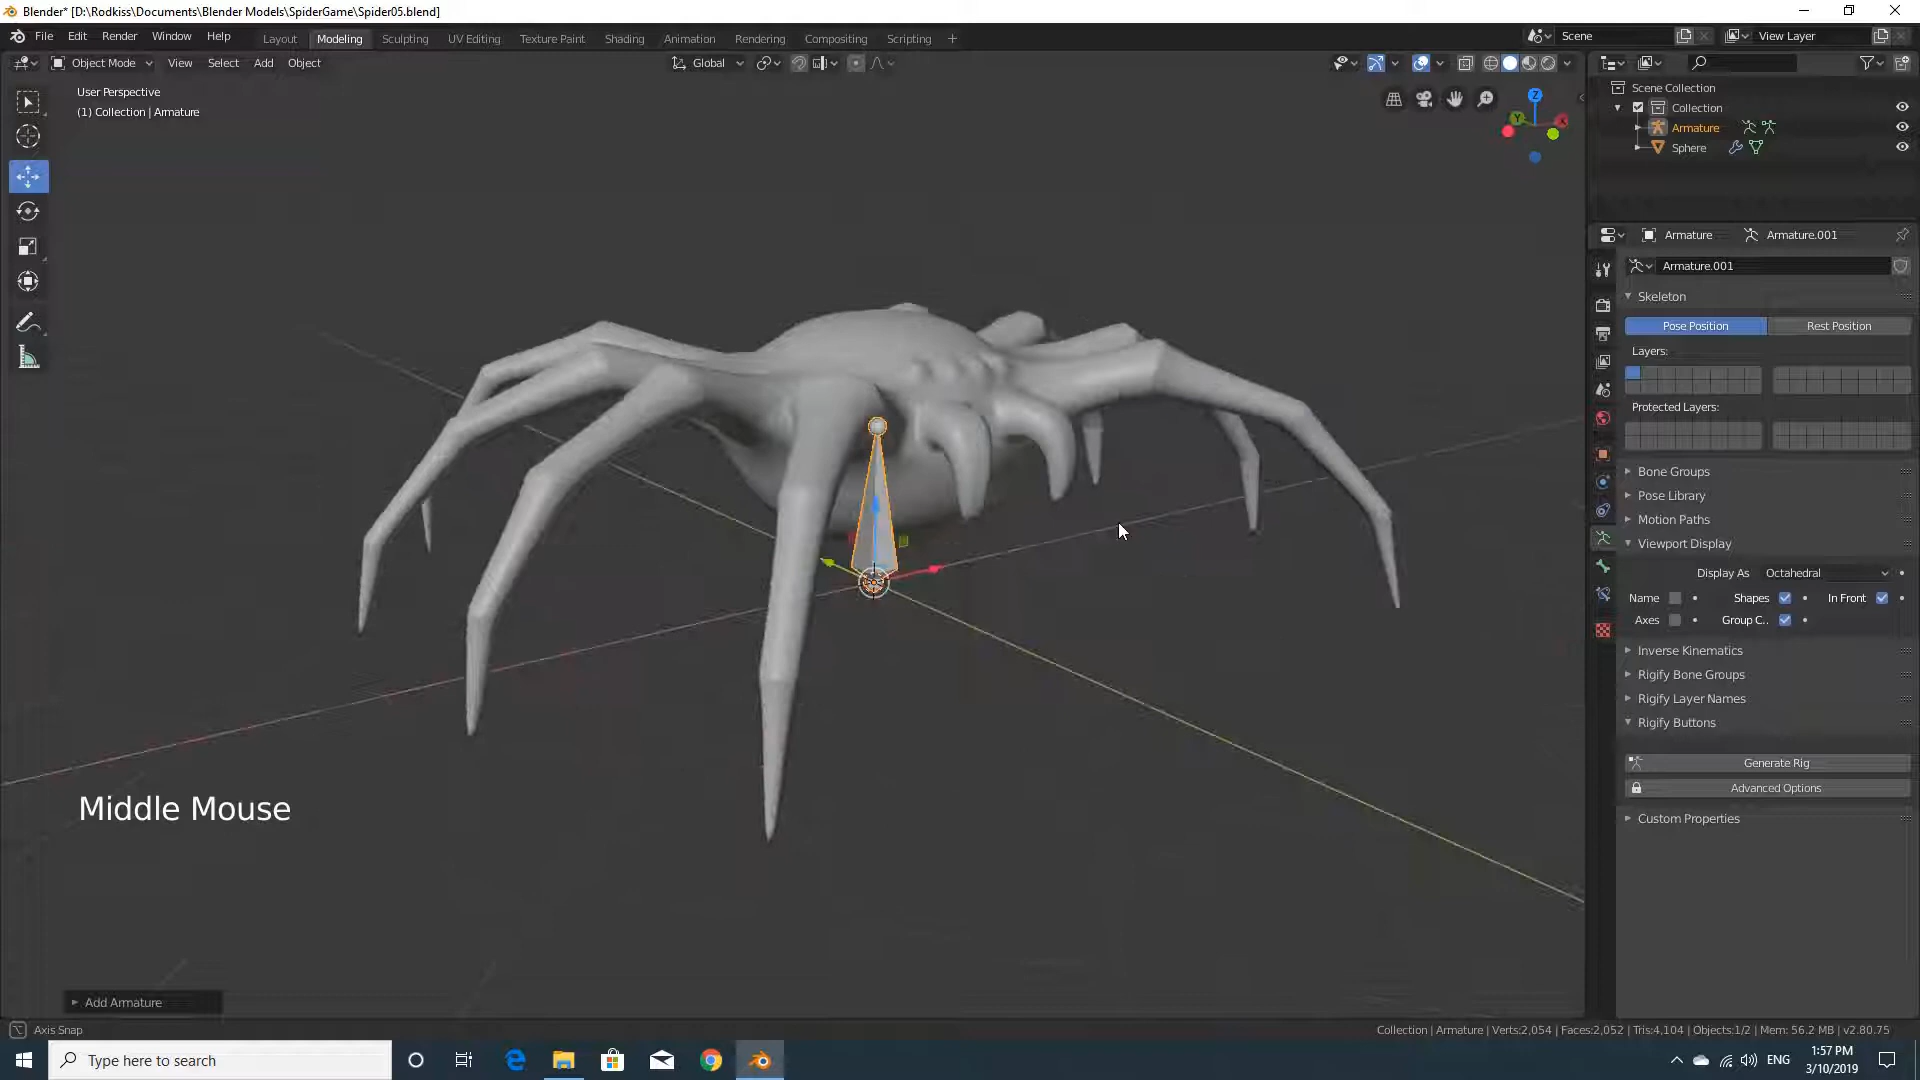 Blender* [D:\Rodkiss\Documents\Blender Models\SpiderGame\Spider05.blend]
File Edit Render Window Help Layout Modeling Sculpting UV Editing Texture Paint Shading Animation Rendering Compositing Scripting + Scene View Layer
Object Mode View Select Add Object Global
User Perspective
(1) Collection | Armature
Z
Y
X
Scene Collection
Collection
Armature
Sphere
Armature Armature.001
Armature.001
Skeleton
Pose Position Rest Position
Layers:
Protected Layers:
Bone Groups
Pose Library
Motion Paths
Viewport Display
Display As Octahedral
Name Shapes In Front
Axes Group C..
Inverse Kinematics
Rigify Bone Groups
Rigify Layer Names
Rigify Buttons
Generate Rig
Advanced Options
Custom Properties
Middle Mouse
Add Armature
Axis Snap
Collection | Armature | Verts:2,054 | Faces:2,052 | Tris:4,104 | Objects:1/2 | Mem: 56.2 MB | v2.80.75
Type here to search
ENG
1:57 PM
3/10/2019